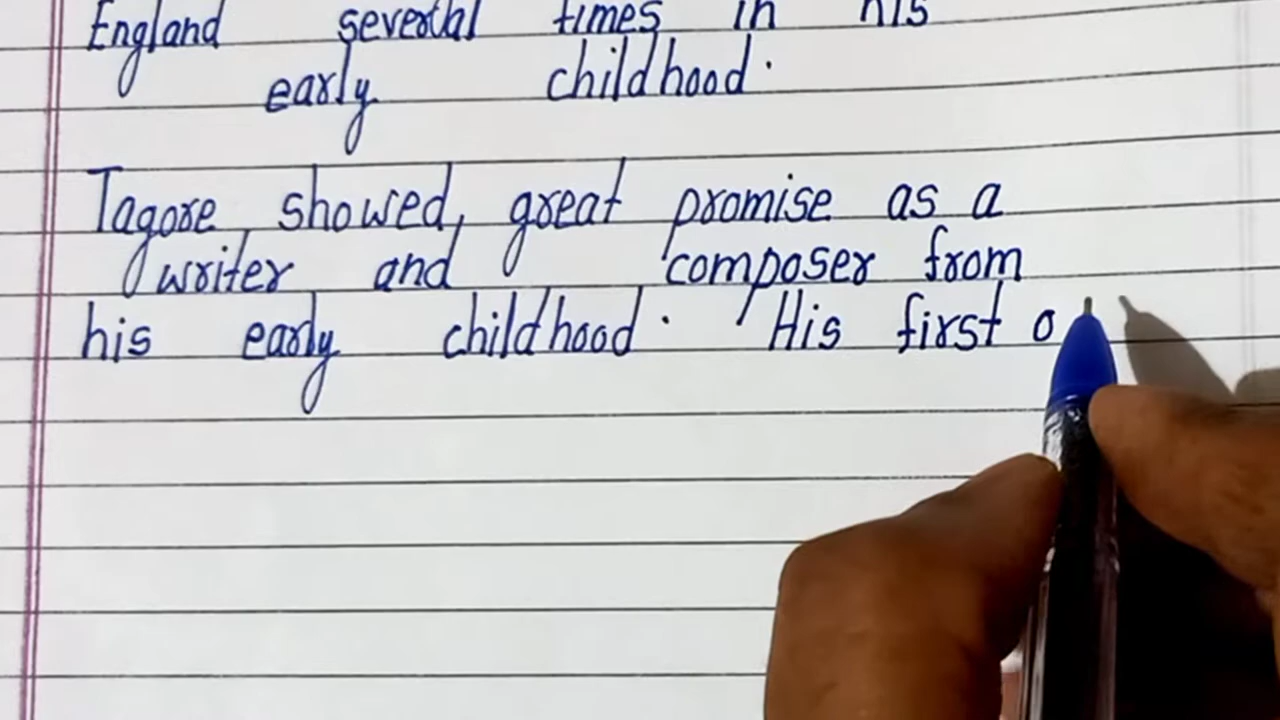 England several times in his
early childhood.
Tagore showed, great promise as a
writer and composer from
his early childhood. His first o